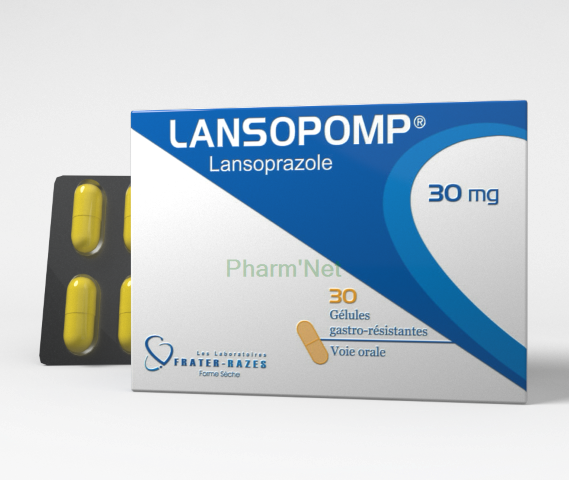 LANSOPOMP®
Lansoprazole
30 mg
Pharm'Net
30
Gélules
gastro-résistantes
Voie orale
Les Laboratoires
FRATER-RAZES
Forme Sèche